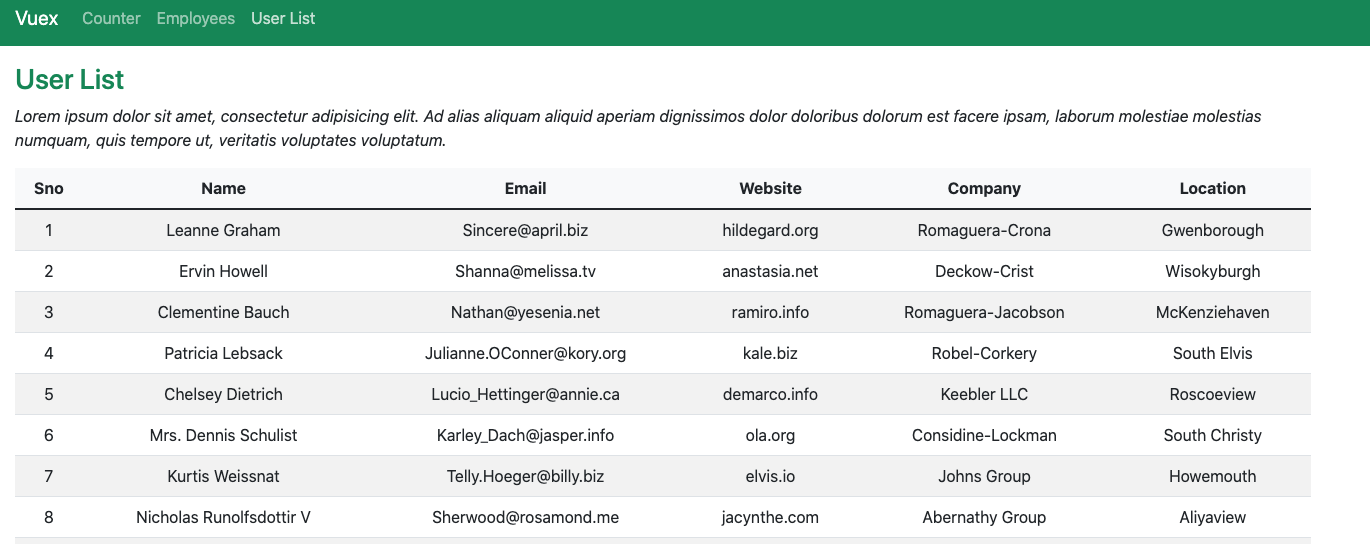 Vuex Counter Employees User List
User List
Lorem ipsum dolor sit amet, consectetur adipisicing elit. Ad alias aliquam aliquid aperiam dignissimos dolor doloribus dolorum est facere ipsam, laborum molestiae molestias
numquam, quis tempore ut, veritatis voluptates voluptatum.
Sno Name Email Website Company Location
1 Leanne Graham Sincere@april.biz hildegard.org Romaguera-Crona Gwenborough
2 Ervin Howell Shanna@melissa.tv anastasia.net Deckow-Crist Wisokyburgh
3 Clementine Bauch Nathan@yesenia.net ramiro.info Romaguera-Jacobson McKenziehaven
4 Patricia Lebsack Julianne.OConner@kory.org kale.biz Robel-Corkery South Elvis
5 Chelsey Dietrich Lucio_Hettinger@annie.ca demarco.info Keebler LLC Roscoeview
6 Mrs. Dennis Schulist Karley_Dach@jasper.info ola.org Considine-Lockman South Christy
7 Kurtis Weissnat Telly.Hoeger@billy.biz elvis.io Johns Group Howemouth
8 Nicholas Runolfsdottir V Sherwood@rosamond.me jacynthe.com Abernathy Group Aliyaview